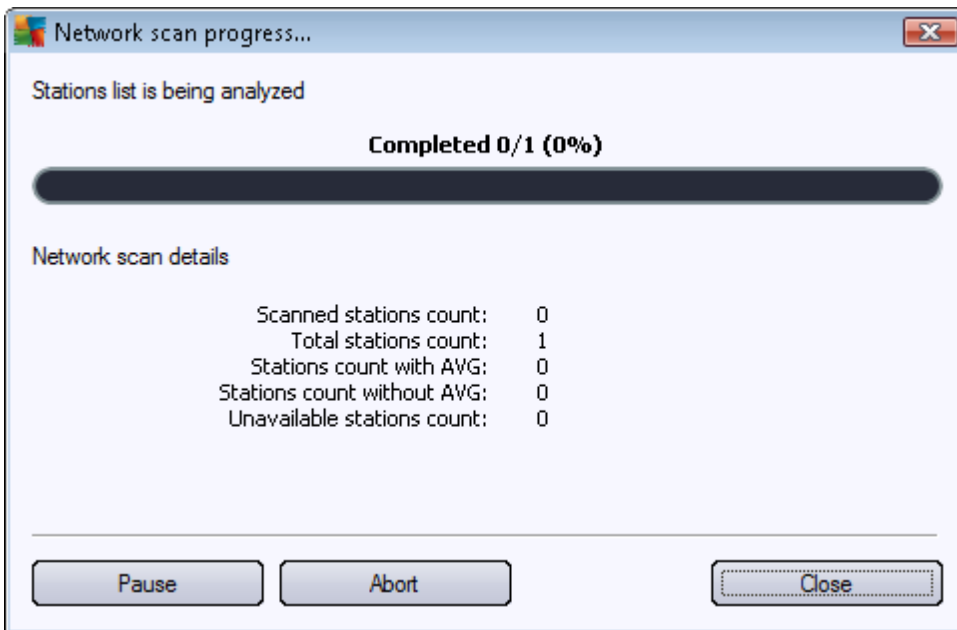 Network scan progress...
Stations list is being analyzed
Completed 0/1 (0%)
Network scan details
Scanned stations count: 0
Total stations count: 1
Stations count with AVG: 0
Stations count without AVG: 0
Unavailable stations count: 0
Pause Abort Close